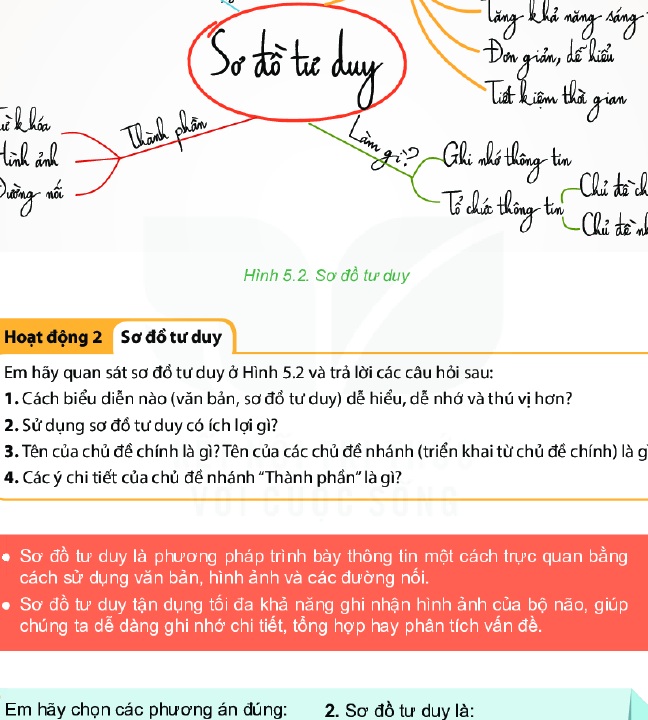 Tăng khả năng sáng
Sơ đồ tư duy
Đơn giản, dễ hiểu
Tiết kiệm thời gian
khóa
Thành phần
Làm gì?
ảnh
Ghi nhớ thông tin
nối
Tổ chức thông tin
Chủ đề
Chủ đề
Hình 5.2. Sơ đồ tư duy
Hoạt động 2 Sơ đồ tư duy
Em hãy quan sát sơ đồ tư duy ở Hình 5.2 và trả lời các câu hỏi sau:
1. Cách biểu diễn nào (văn bản, sơ đồ tư duy) dễ hiểu, dễ nhớ và thú vị hơn?
2. Sử dụng sơ đồ tư duy có ích lợi gì?
3. Tên của chủ đề chính là gì? Tên của các chủ đề nhánh (triển khai từ chủ đề chính) là g
4. Các ý chi tiết của chủ đề nhánh “Thành phần” là gì?
VỚI CUỘC SỐNG
• Sơ đồ tư duy là phương pháp trình bày thông tin một cách trực quan bằng
cách sử dụng văn bản, hình ảnh và các đường nối.
• Sơ đồ tư duy tận dụng tối đa khả năng ghi nhận hình ảnh của bộ não, giúp
chúng ta dễ dàng ghi nhớ chi tiết, tổng hợp hay phân tích vấn đề.
Em hãy chọn các phương án đúng:
2. Sơ đồ tư duy là: